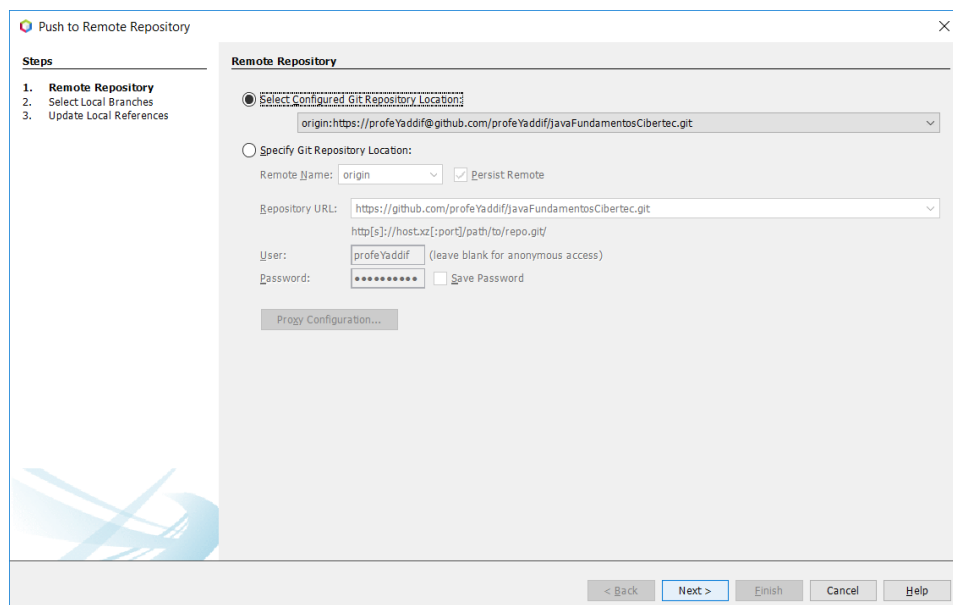 Push to Remote Repository
Steps
1. Remote Repository
2. Select Local Branches
3. Update Local References
Remote Repository
Select Configured Git Repository Location:
origin:https://profeYaddif@github.com/profeYaddif/javaFundamentosCibertec.git
Specify Git Repository Location:
Remote Name: origin Persist Remote
Repository URL: https://github.com/profeYaddif/javaFundamentosCibertec.git
http[s]://host.xz[:port]/path/to/repo.git/
User: profeYaddif (leave blank for anonymous access)
Password: •••••••••• Save Password
Proxy Configuration...
< Back Next > Finish Cancel Help